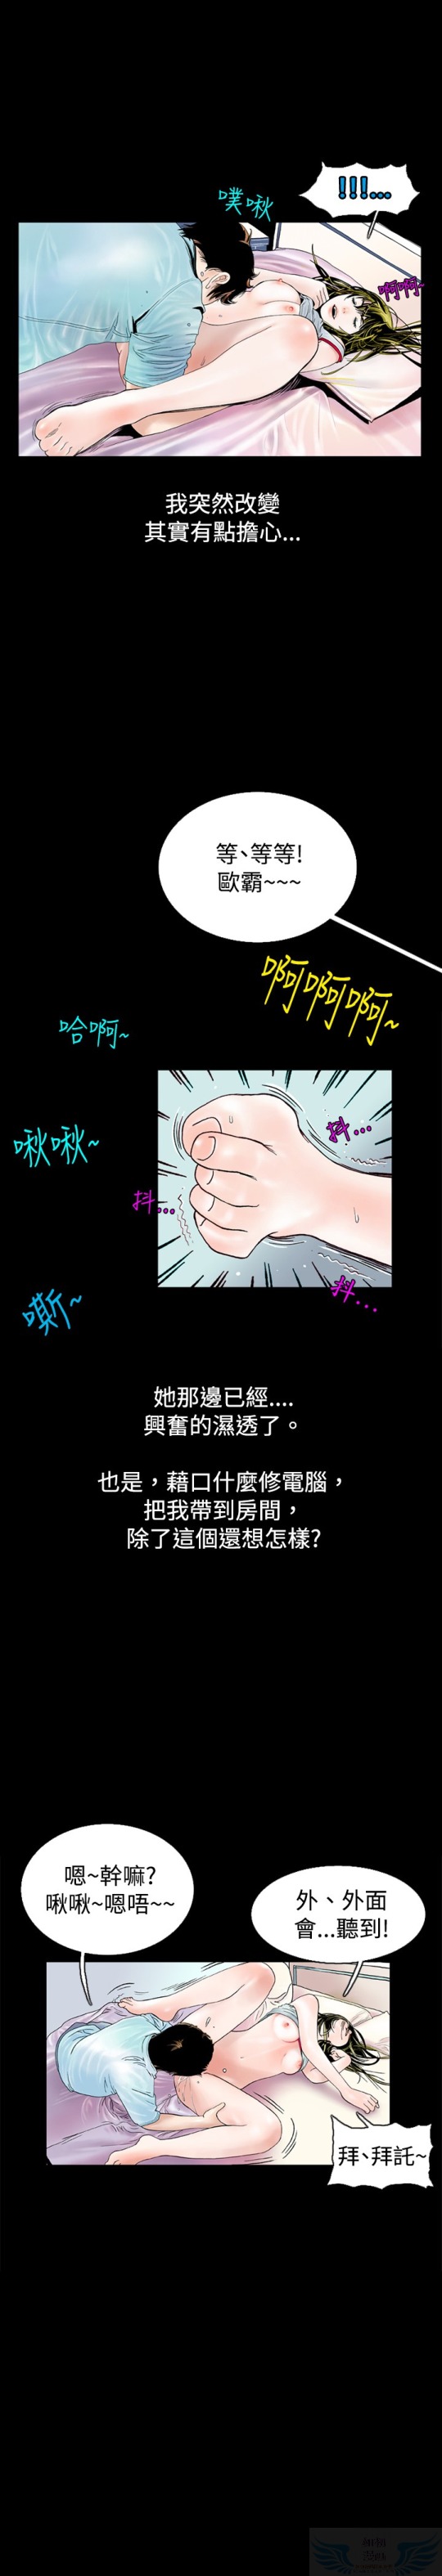 !!!...
噗啾
啊啊~
我突然改變
其實有點擔心...
等、等等!
歐霸~~~
啊啊啊~
哈啊~
抖...
啾啾~
抖...
抖...
嘶~
她那邊已經....
興奮的濕透了。
也是，藉口什麼修電腦，
把我帶到房間，
除了這個還想怎樣?
嗯~幹嘛?
啾啾~嗯唔~~
外、外面
會...聽到!
拜、拜託~